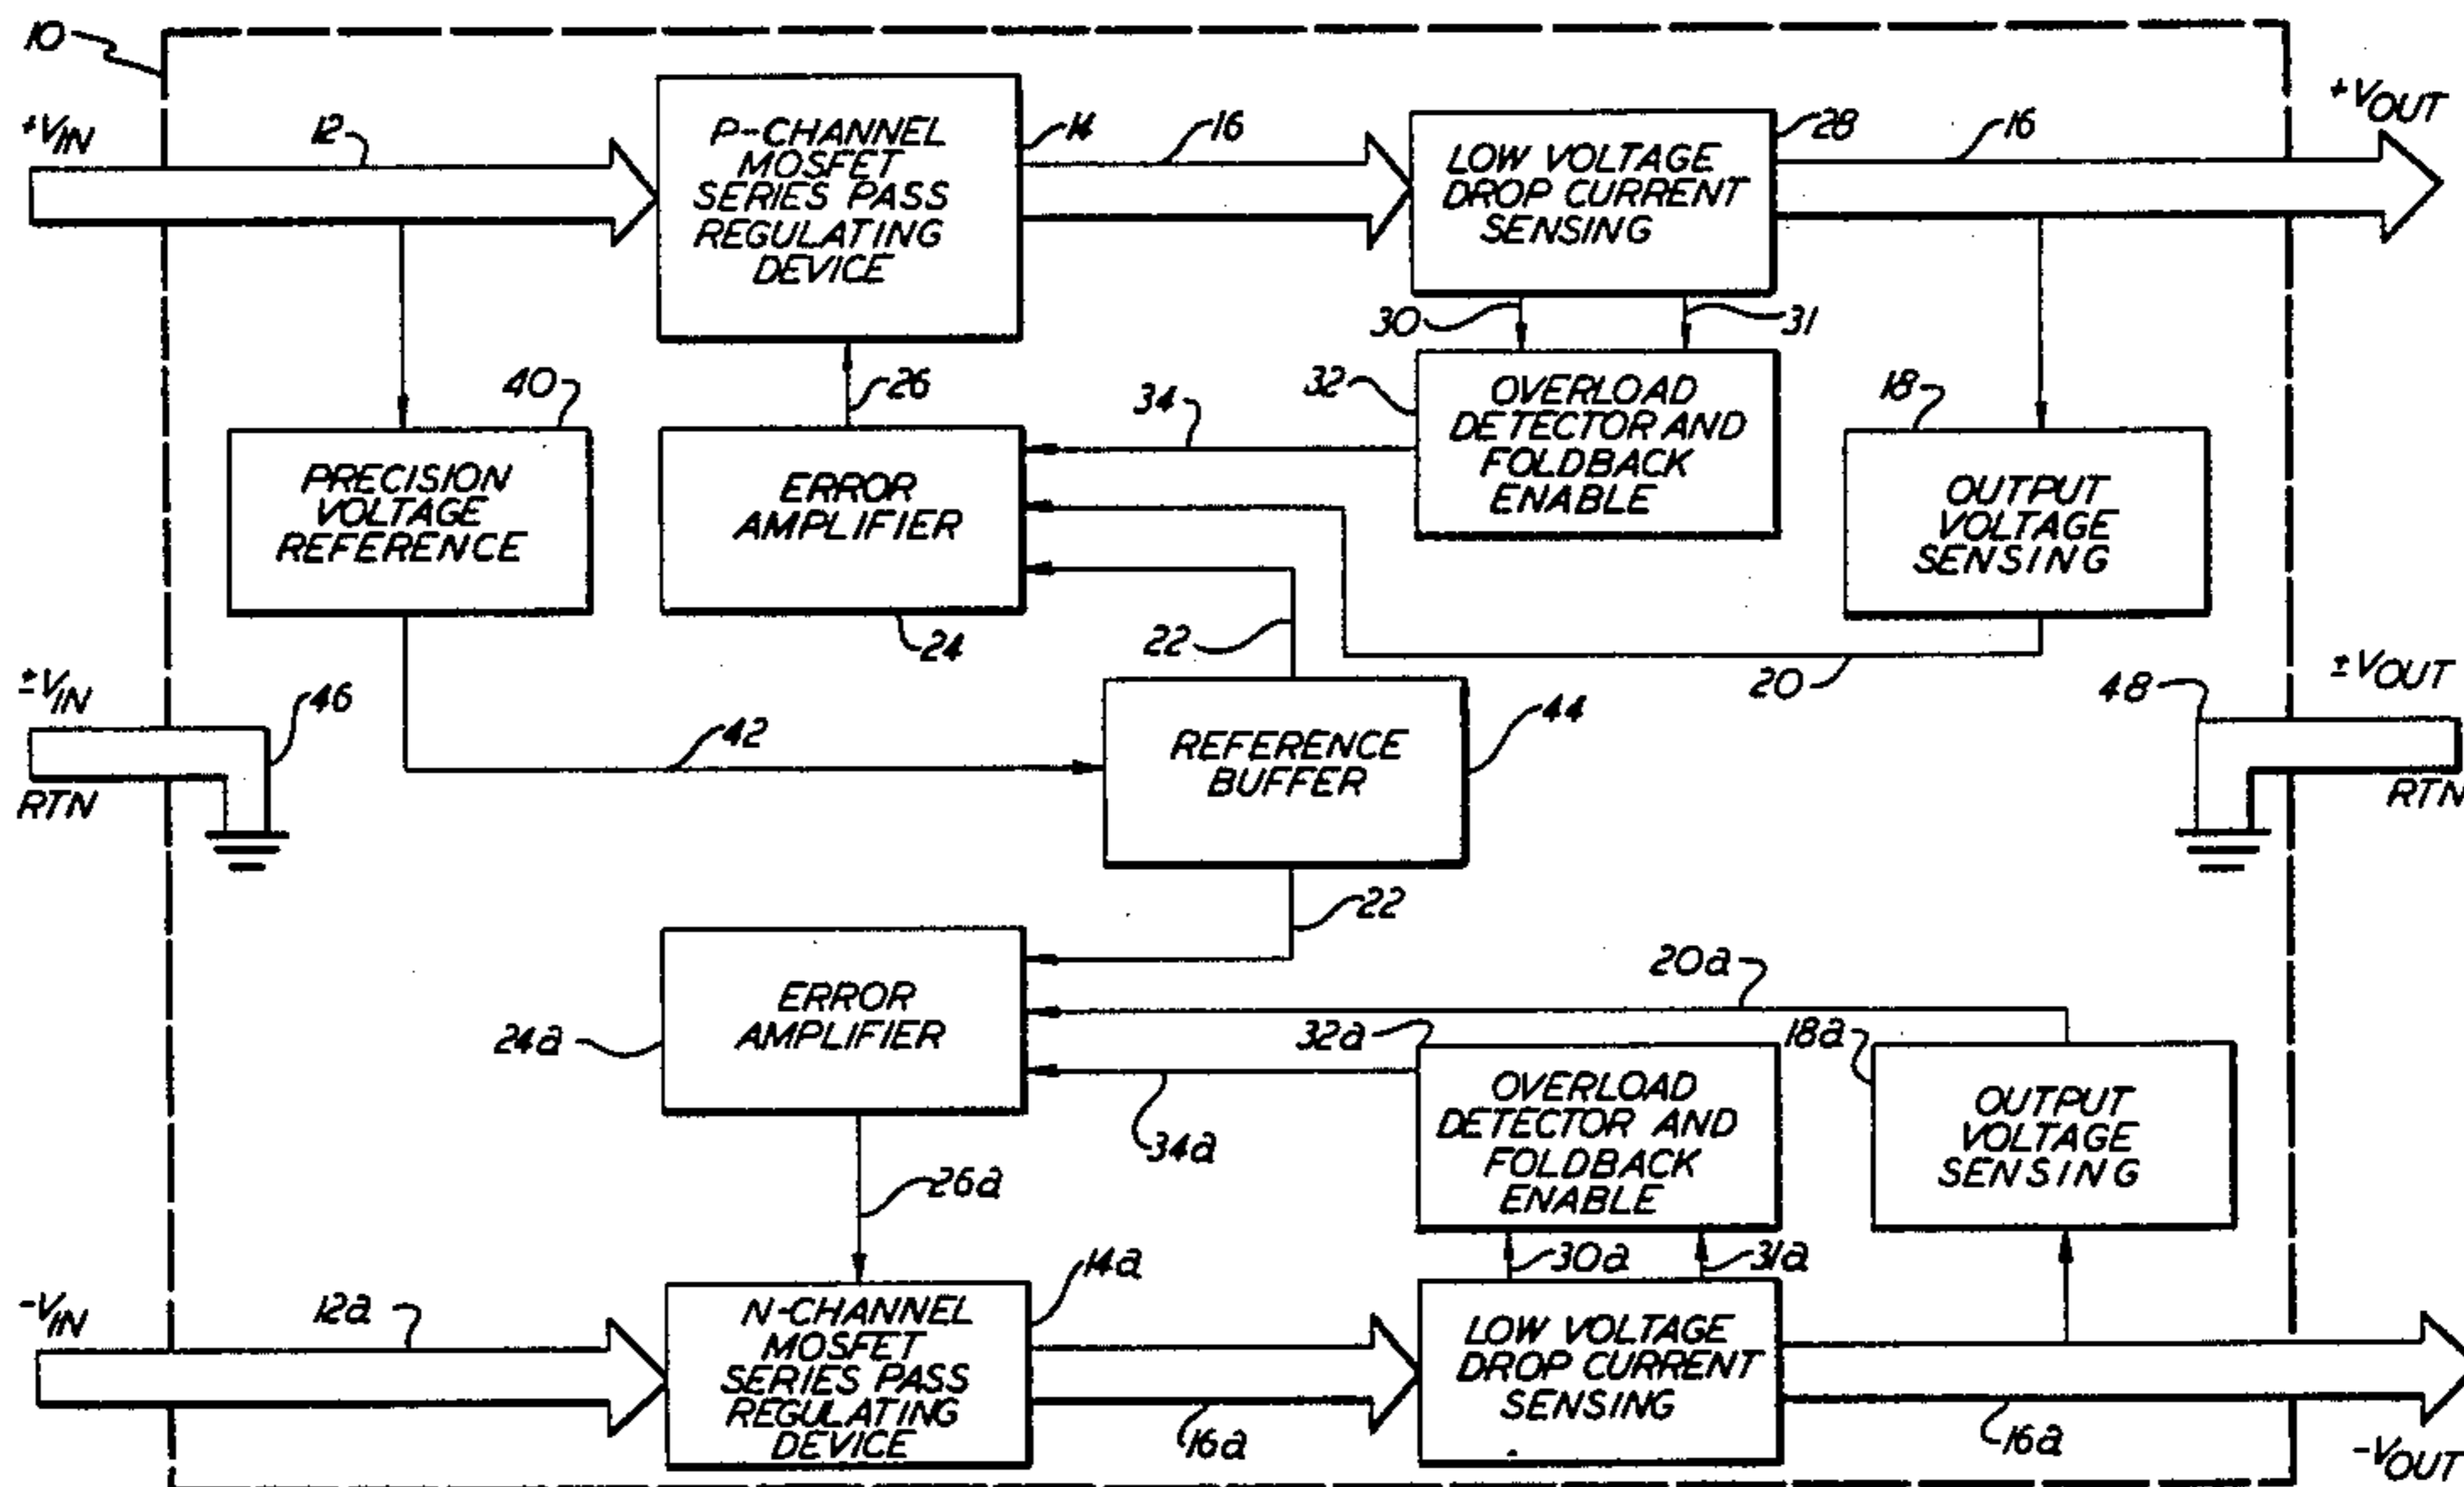 10
+VIN
12
P-CHANNEL
MOSFET
SERIES PASS
REGULATING
DEVICE
14
16
LOW VOLTAGE
DROP CURRENT
SENSING
28
16
+VOUT
30
31
40
26
34
32
18
PRECISION
VOLTAGE
REFERENCE
ERROR
AMPLIFIER
24
OVERLOAD
DETECTOR AND
FOLDBACK
ENABLE
OUTPUT
VOLTAGE
SENSING
22
20
±VIN
RTN
46
42
REFERENCE
BUFFER
44
48
±VOUT
RTN
22
ERROR
AMPLIFIER
24a
20a
32a
18a
OVERLOAD
DETECTOR AND
FOLDBACK
ENABLE
OUTPUT
VOLTAGE
SENSING
34a
26a
30a
31a
-VIN
12a
N-CHANNEL
MOSFET
SERIES PASS
REGULATING
DEVICE
14a
16a
LOW VOLTAGE
DROP CURRENT
SENSING
16a
-VOUT